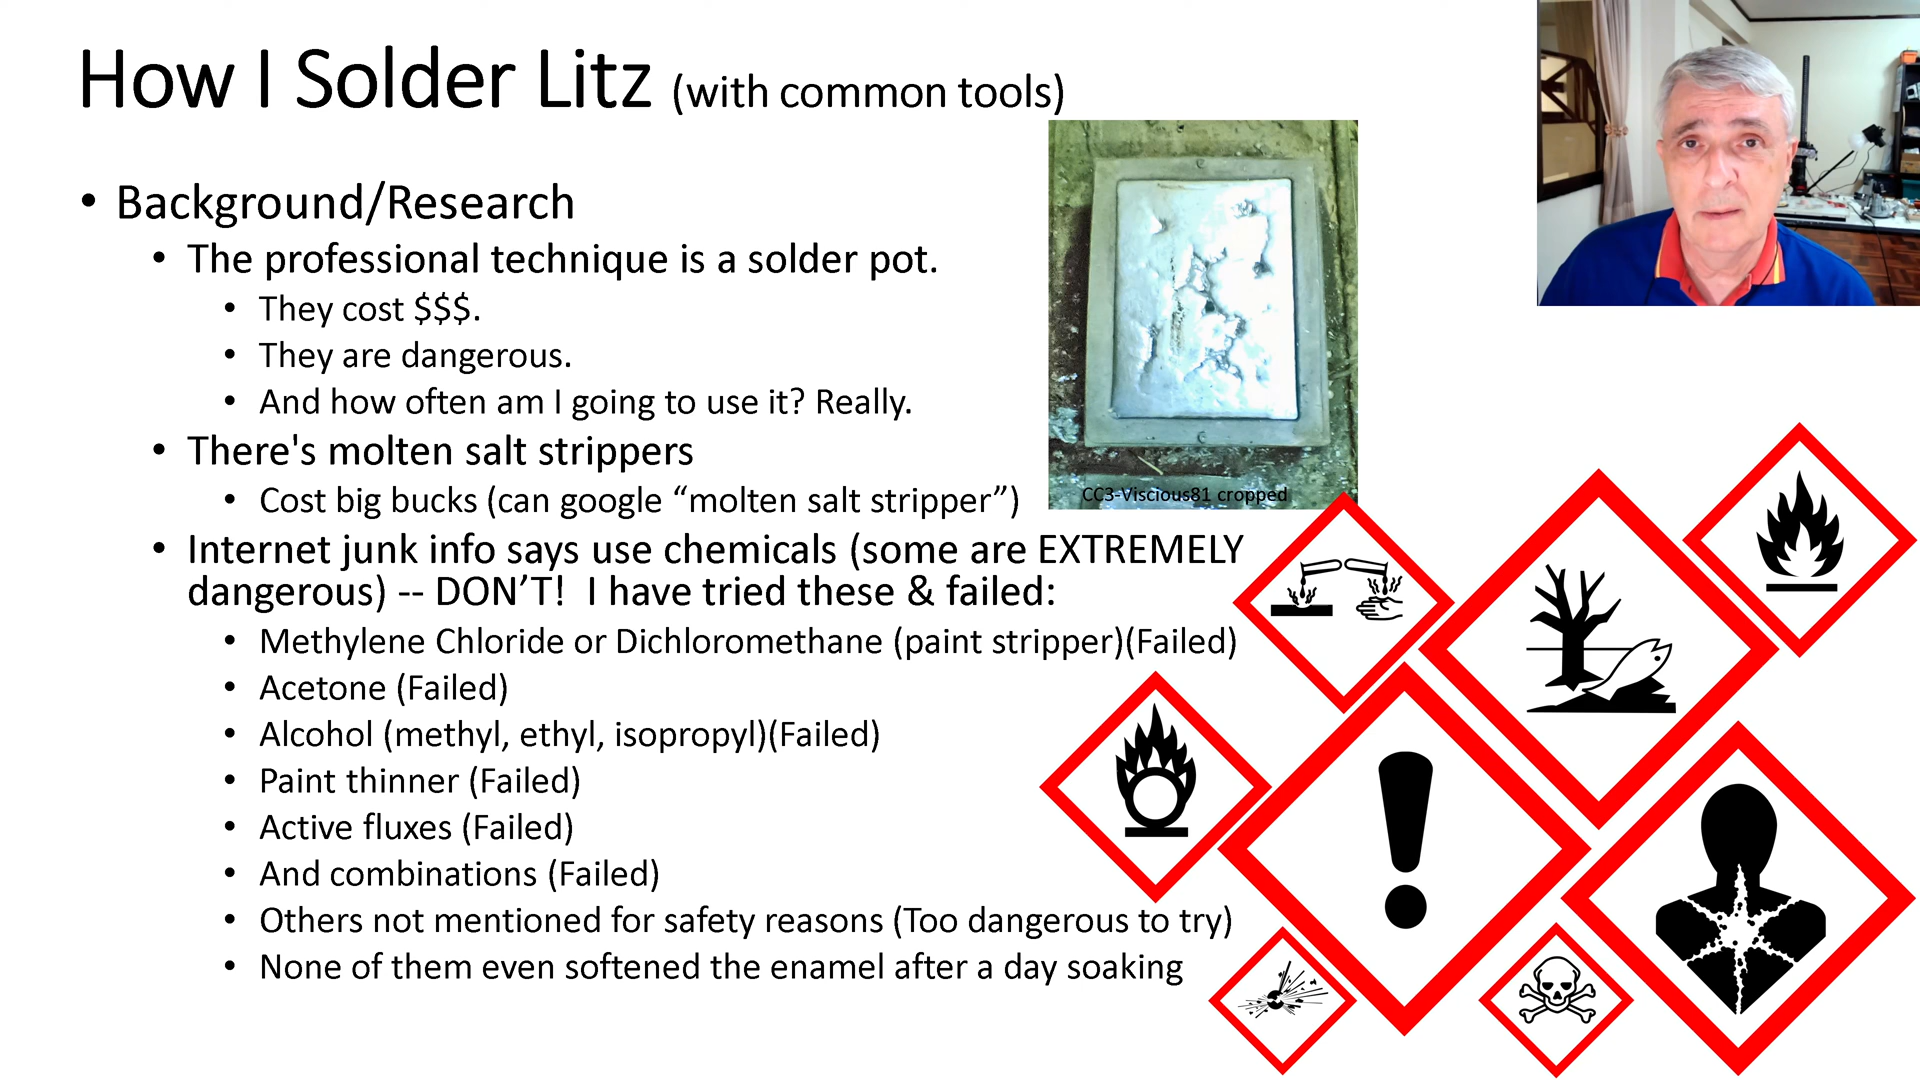 How I Solder Litz (with common tools)
• Background/Research
• The professional technique is a solder pot.
• They cost $$$.
• They are dangerous.
• And how often am I going to use it? Really.
• There's molten salt strippers
• Cost big bucks (can google “molten salt stripper”)
CC3-Viscious81 cropped
• Internet junk info says use chemicals (some are EXTREMELY
dangerous) -- DON’T!  I have tried these & failed:
• Methylene Chloride or Dichloromethane (paint stripper)(Failed)
• Acetone (Failed)
• Alcohol (methyl, ethyl, isopropyl)(Failed)
• Paint thinner (Failed)
• Active fluxes (Failed)
• And combinations (Failed)
• Others not mentioned for safety reasons (Too dangerous to try)
• None of them even softened the enamel after a day soaking